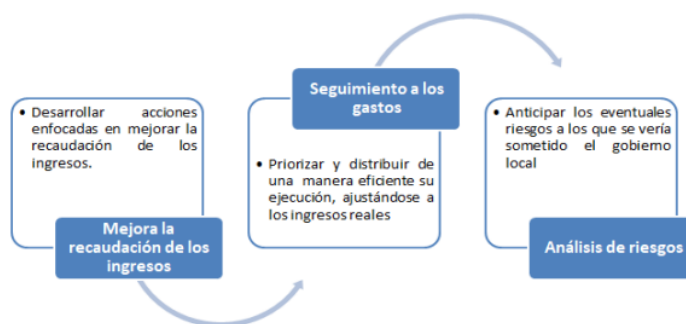 • Desarrollar acciones
enfocadas en mejorar la
recaudación de los
ingresos.
Mejora la
recaudación de los
ingresos
Seguimiento a los
gastos
• Priorizar y distribuir de
una manera eficiente su
ejecución, ajustándose a
los ingresos reales
• Anticipar los eventuales
riesgos a los que se vería
sometido el gobierno
local
Análisis de riesgos